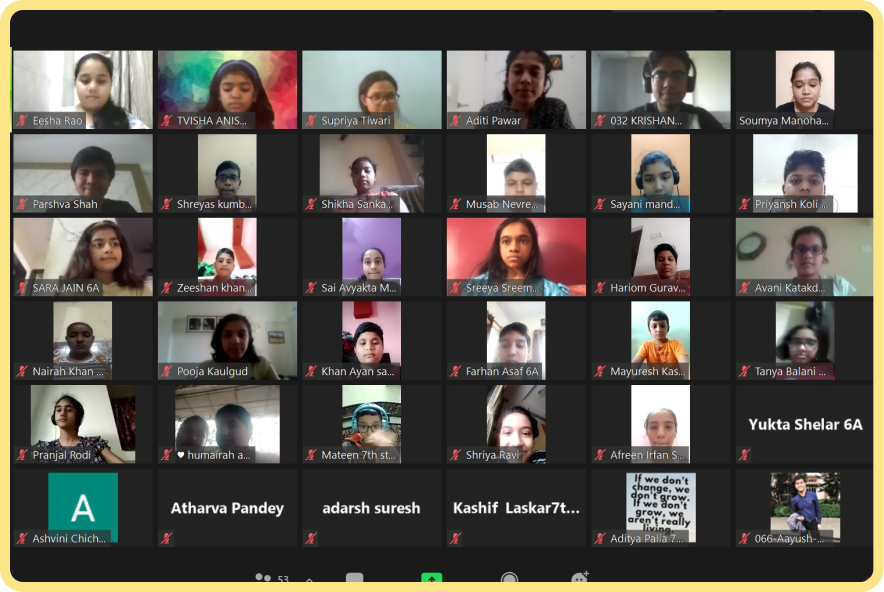 Eesha Rao
TVISHA ANIS...
Supriya Tiwari
Aditi Pawar
032 KRISHAN...
Soumya Manoha...
Parshva Shah
Shreyas kumb...
Shikha Sanka...
Musab Nevre...
Sayani mand...
Priyansh Koli...
SARA JAIN 6A
Zeeshan khan...
Sai Avyakta M...
Sreeya Sreem...
Hariom Gurav...
Avani Katakd...
Nairah Khan ...
Pooja Kaulgud
Khan Ayan sa...
Farhan Asaf 6A
Mayuresh Kas...
Tanya Balani ...
Pranjal Rodi
♥ humairah a...
Mateen 7th st...
Shriya Ravi
Afreen Irfan S...
Yukta Shelar 6A
A
Ashvini Chich...
Atharva Pandey
adarsh suresh
Kashif Laskar7t...
If we don't
change, we
don't grow.
If we don't
grow, we
aren't really
living.
Aditya Palla 7...
066-Aayush-...
53